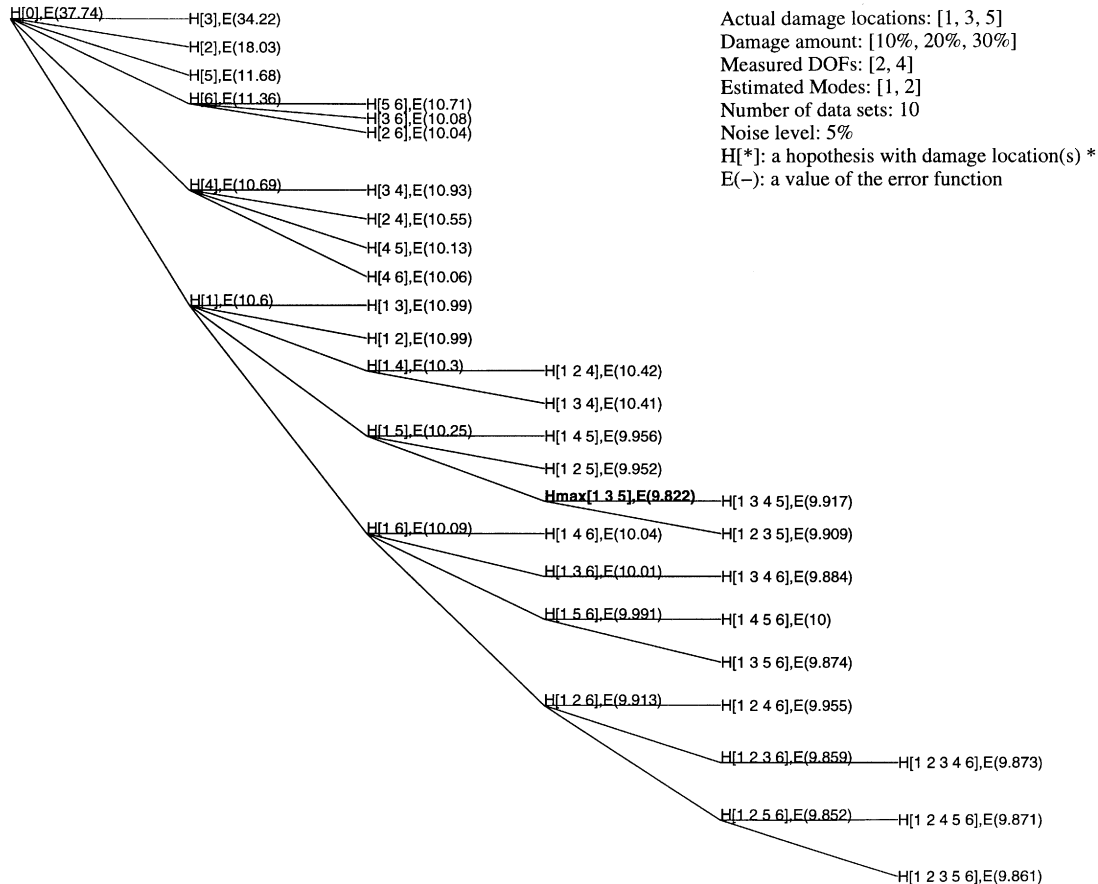 H[0],E(37.74)
H[3],E(34.22)
H[2],E(18.03)
H[5],E(11.68)
H[6],E(11.36)
H[5 6],E(10.71)
H[3 6],E(10.08)
H[2 6],E(10.04)
Actual damage locations: [1, 3, 5]
Damage amount: [10%, 20%, 30%]
Measured DOFs: [2, 4]
Estimated Modes: [1, 2]
Number of data sets: 10
Noise level: 5%
H[*]: a hopothesis with damage location(s) *
E(−): a value of the error function
H[4],E(10.69)
H[3 4],E(10.93)
H[2 4],E(10.55)
H[4 5],E(10.13)
H[4 6],E(10.06)
H[1],E(10.6)
H[1 3],E(10.99)
H[1 2],E(10.99)
H[1 4],E(10.3)
H[1 2 4],E(10.42)
H[1 3 4],E(10.41)
H[1 5],E(10.25)
H[1 4 5],E(9.956)
H[1 2 5],E(9.952)
Hmax[1 3 5],E(9.822)
H[1 3 4 5],E(9.917)
H[1 2 3 5],E(9.909)
H[1 6],E(10.09)
H[1 4 6],E(10.04)
H[1 3 6],E(10.01)
H[1 3 4 6],E(9.884)
H[1 5 6],E(9.991)
H[1 4 5 6],E(10)
H[1 3 5 6],E(9.874)
H[1 2 6],E(9.913)
H[1 2 4 6],E(9.955)
H[1 2 3 6],E(9.859)
H[1 2 3 4 6],E(9.873)
H[1 2 5 6],E(9.852)
H[1 2 4 5 6],E(9.871)
H[1 2 3 5 6],E(9.861)